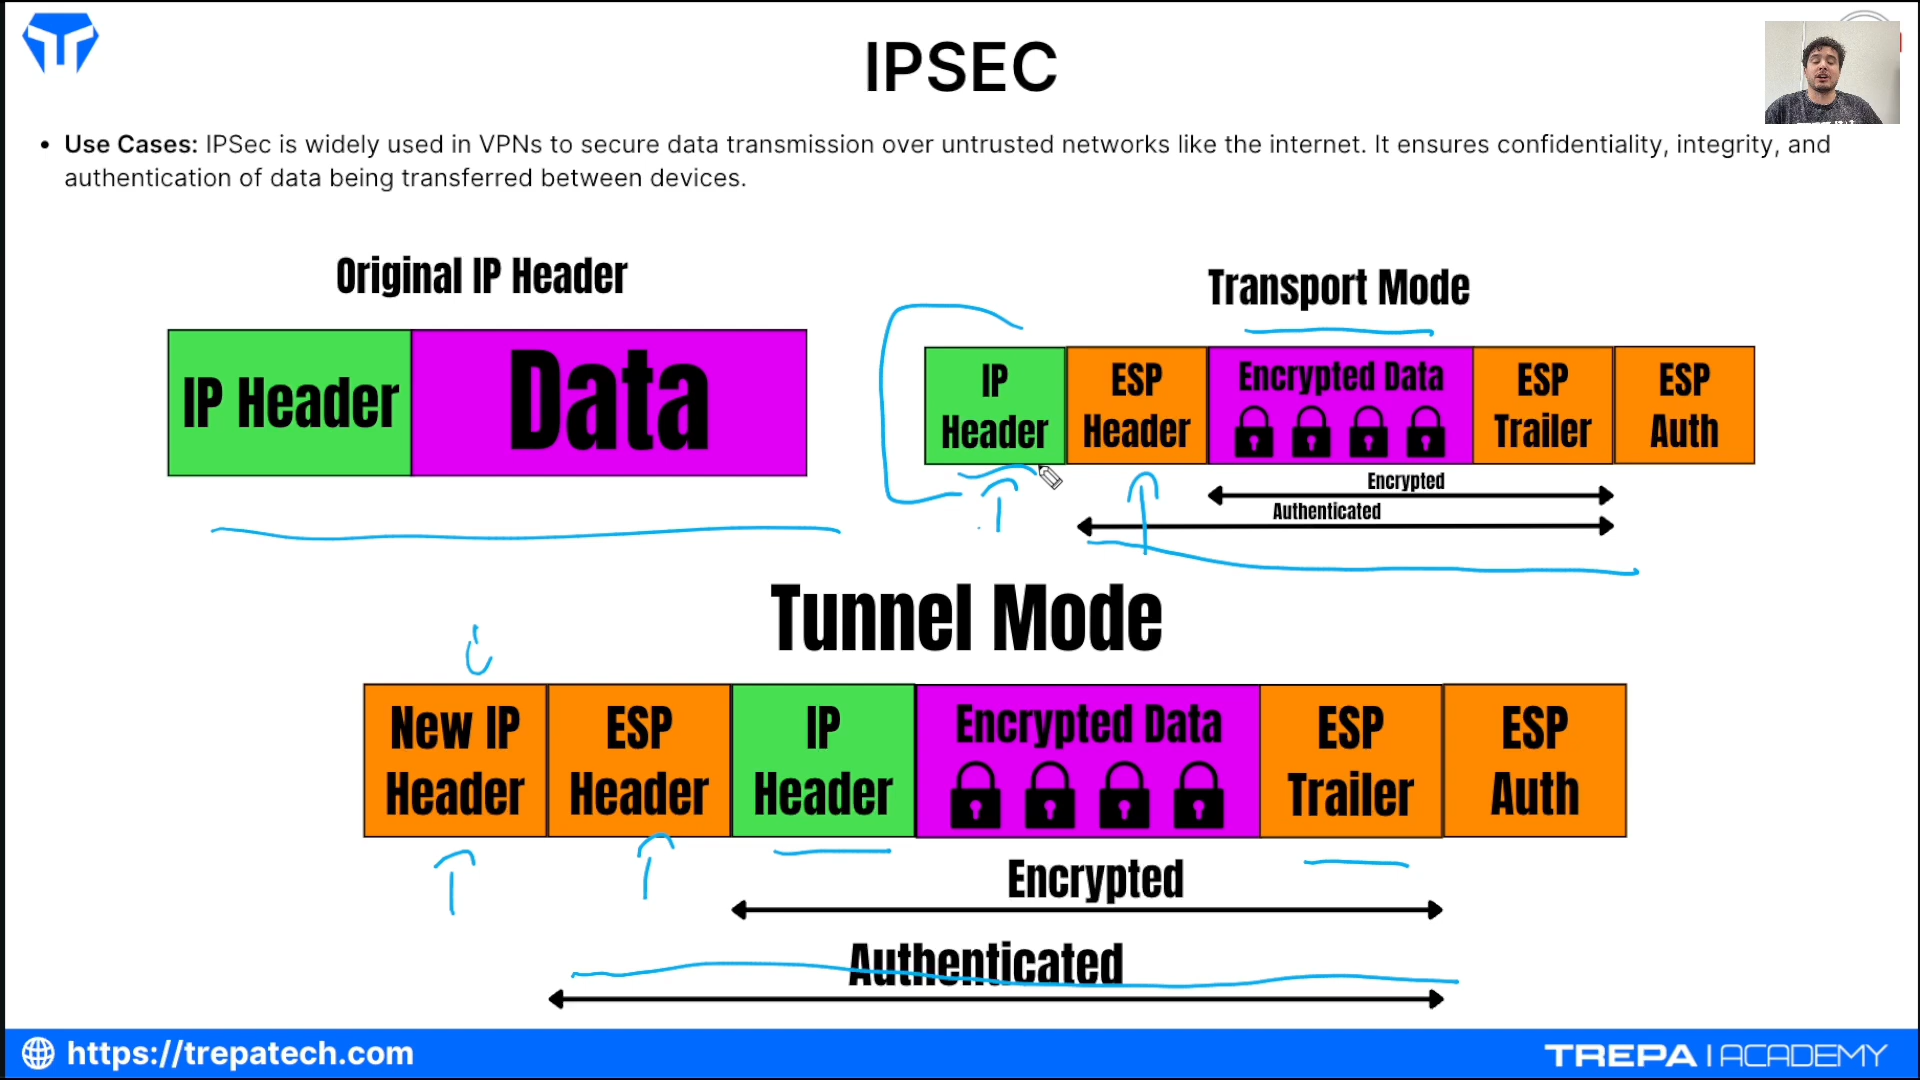 IPSEC
• Use Cases: IPSec is widely used in VPNs to secure data transmission over untrusted networks like the internet. It ensures confidentiality, integrity, and
authentication of data being transferred between devices.
Original IP Header
IP Header
Data
Transport Mode
IP
Header
ESP
Header
Encrypted Data
ESP
Trailer
ESP
Auth
Encrypted
Authenticated
Tunnel Mode
New IP
Header
ESP
Header
IP
Header
Encrypted Data
ESP
Trailer
ESP
Auth
Encrypted
Authenticated
https://trepatech.com
TREPA | ACADEMY